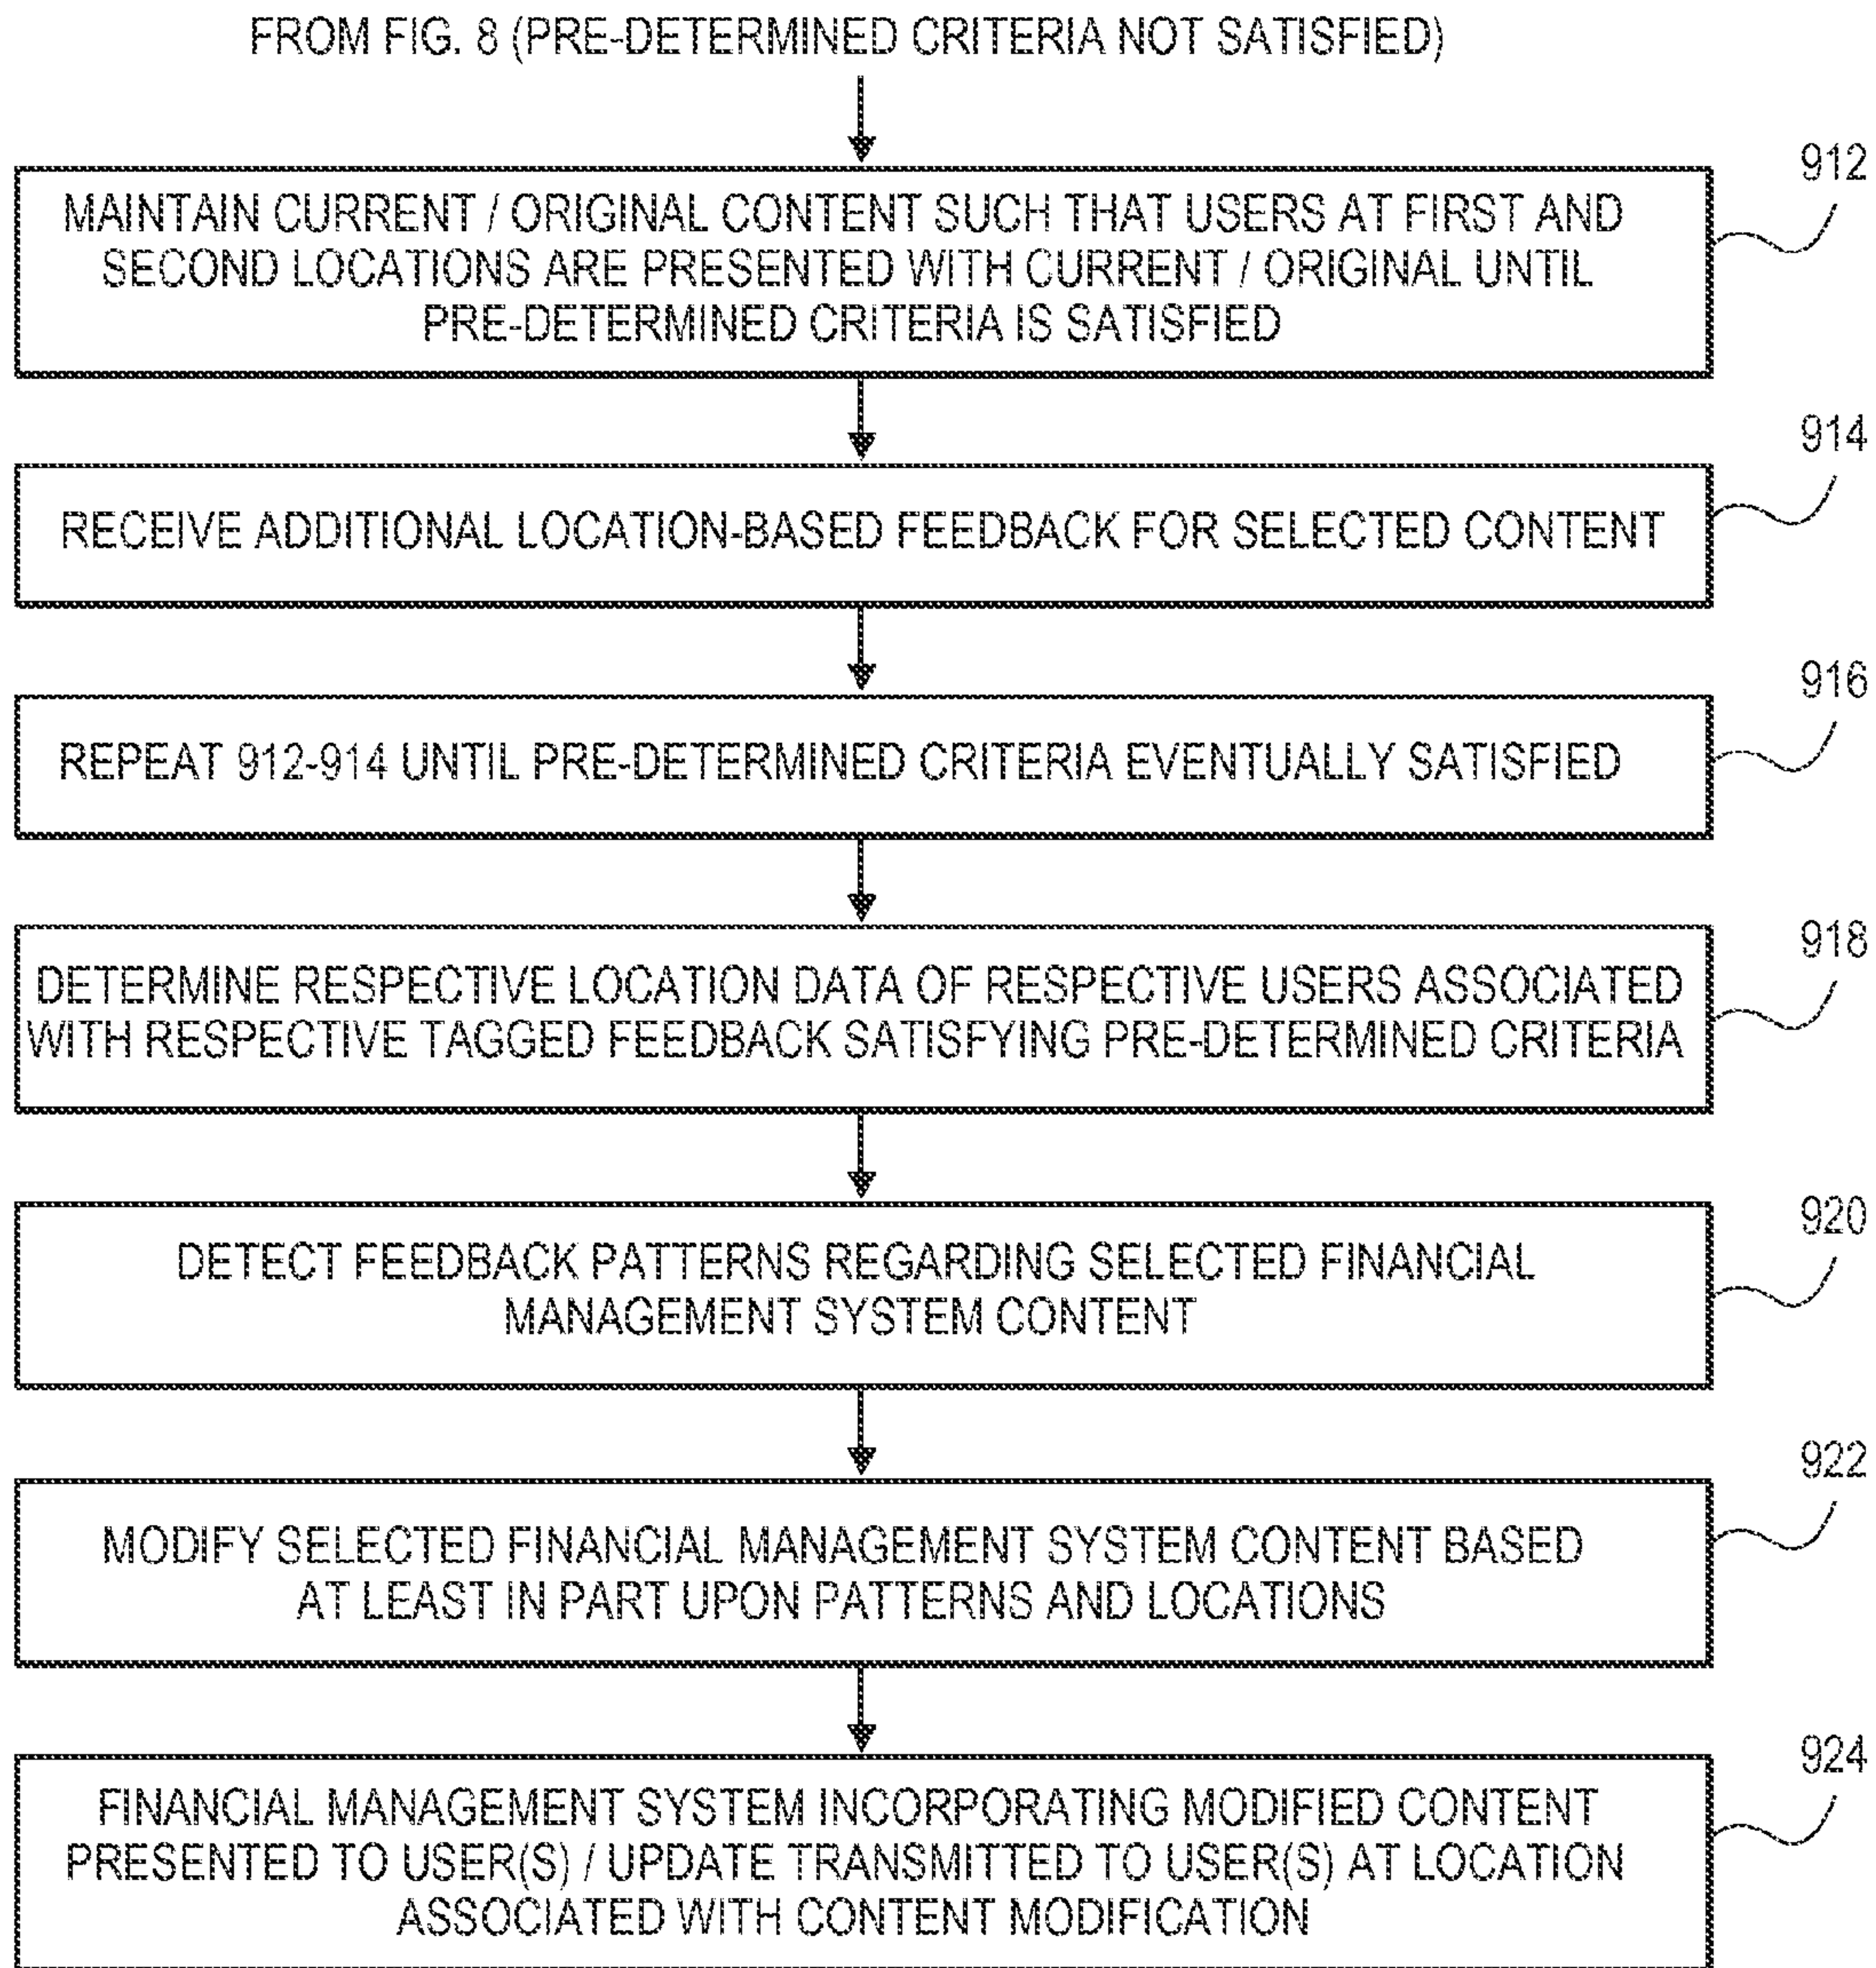 FROM FIG. 8 (PRE-DETERMINED CRITERIA NOT SATISFIED)
912
MAINTAIN CURRENT / ORIGINAL CONTENT SUCH THAT USERS AT FIRST AND
SECOND LOCATIONS ARE PRESENTED WITH CURRENT / ORIGINAL UNTIL
PRE-DETERMINED CRITERIA IS SATISFIED
914
RECEIVE ADDITIONAL LOCATION-BASED FEEDBACK FOR SELECTED CONTENT
916
REPEAT 912-914 UNTIL PRE-DETERMINED CRITERIA EVENTUALLY SATISFIED
918
DETERMINE RESPECTIVE LOCATION DATA OF RESPECTIVE USERS ASSOCIATED
WITH RESPECTIVE TAGGED FEEDBACK SATISFYING PRE-DETERMINED CRITERIA
920
DETECT FEEDBACK PATTERNS REGARDING SELECTED FINANCIAL
MANAGEMENT SYSTEM CONTENT
922
MODIFY SELECTED FINANCIAL MANAGEMENT SYSTEM CONTENT BASED
AT LEAST IN PART UPON PATTERNS AND LOCATIONS
924
FINANCIAL MANAGEMENT SYSTEM INCORPORATING MODIFIED CONTENT
PRESENTED TO USER(S) / UPDATE TRANSMITTED TO USER(S) AT LOCATION
ASSOCIATED WITH CONTENT MODIFICATION